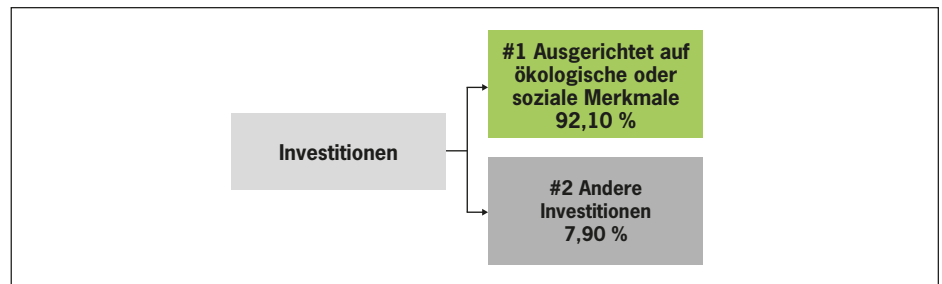 Investitionen
#1 Ausgerichtet auf
ökologische oder
soziale Merkmale
92,10 %
#2 Andere
Investitionen
7,90 %